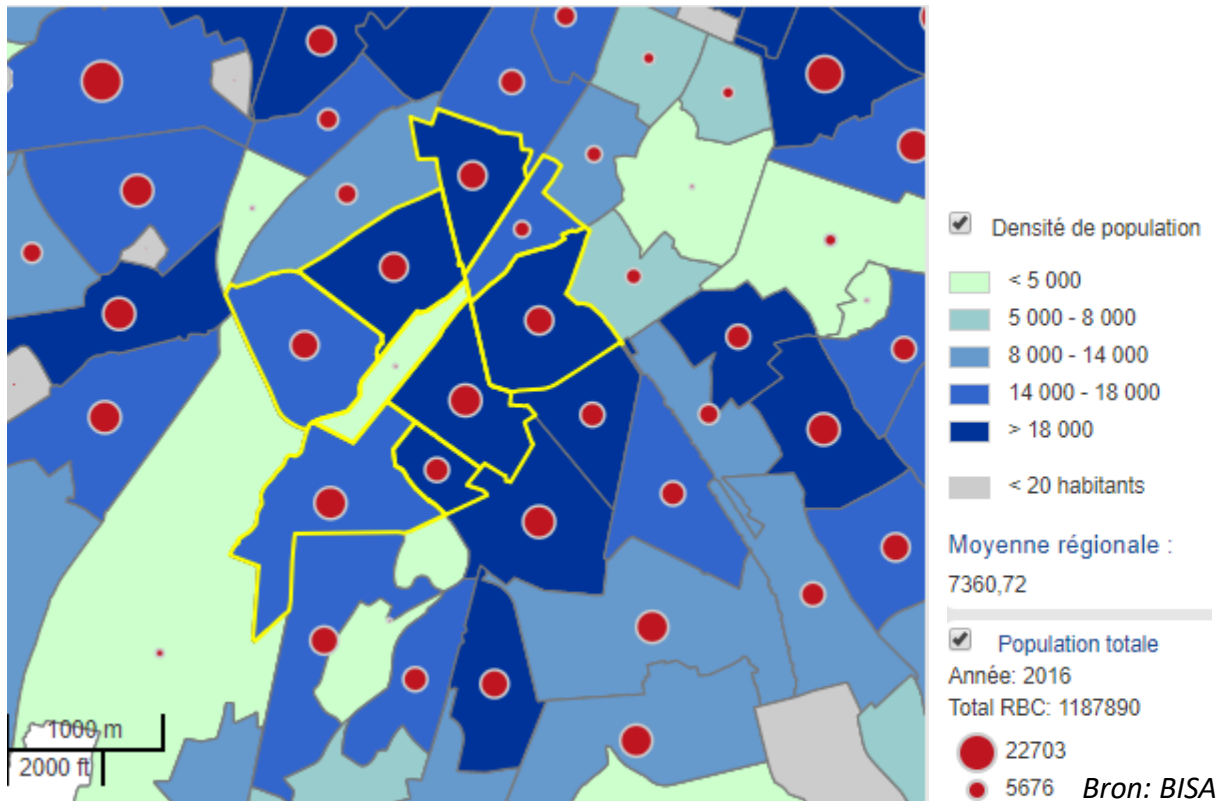 Densité de population
< 5 000
5 000 - 8 000
8 000 - 14 000
14 000 - 18 000
> 18 000
< 20 habitants
Moyenne régionale :
7360,72
Population totale
Année: 2016
Total RBC: 1187890
22703
5676
Bron: BISA
1000 m
2000 ft